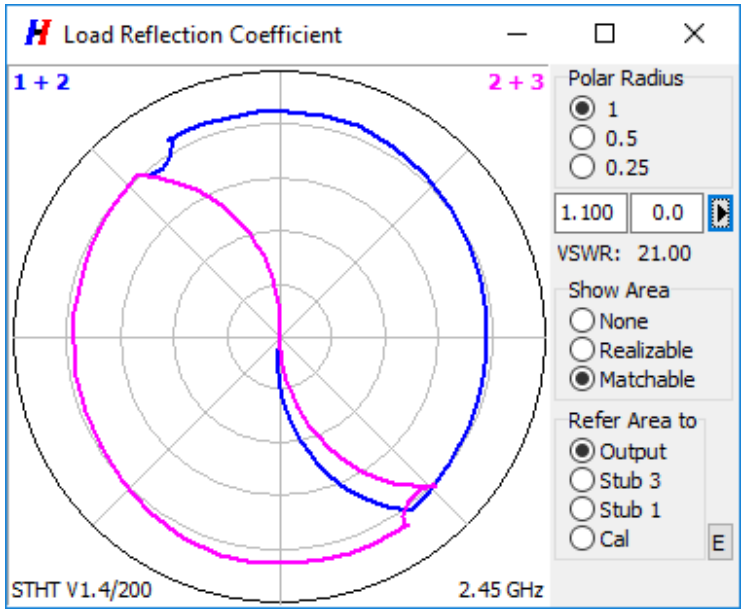 Load Reflection Coefficient
1 + 2
2 + 3
STHT V1.4/200
2.45 GHz
Polar Radius
1
0.5
0.25
1.100
0.0
VSWR: 21.00
Show Area
None
Realizable
Matchable
Refer Area to
Output
Stub 3
Stub 1
Cal
E